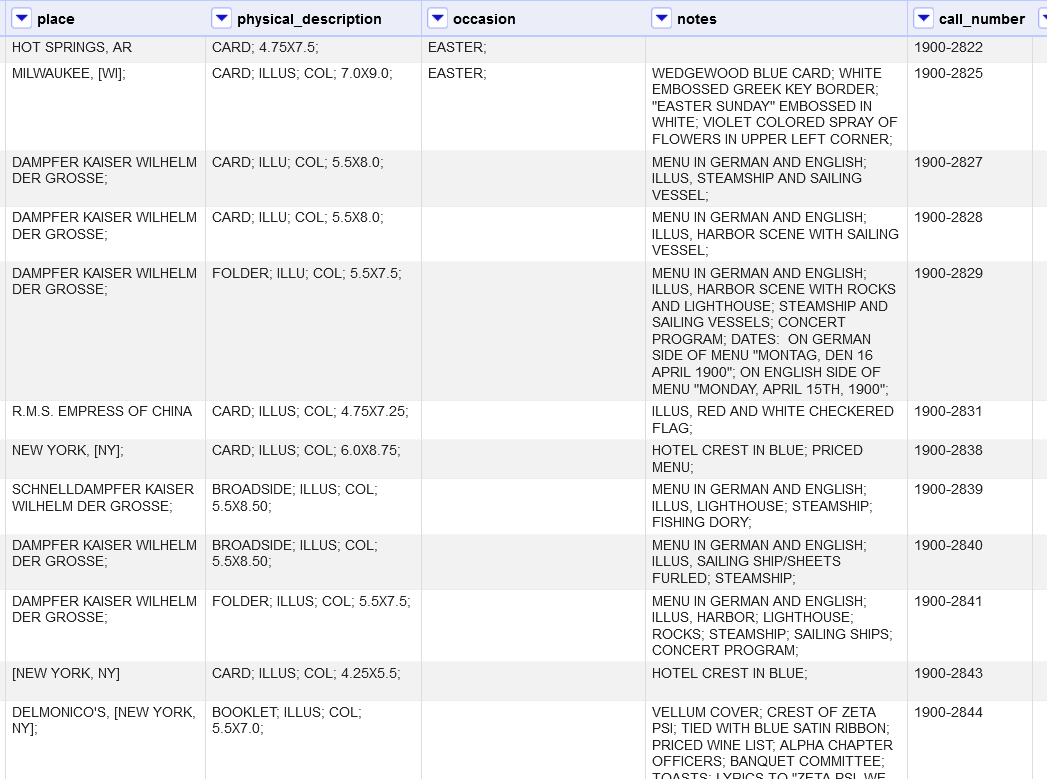 place physical_description occasion notes call_number
HOT SPRINGS, AR CARD; 4.75X7.5; EASTER; 1900-2822
MILWAUKEE, [WI]; CARD; ILLUS; COL; 7.0X9.0; EASTER; WEDGEWOOD BLUE CARD; WHITE 1900-2825
EMBOSSED GREEK KEY BORDER;
"EASTER SUNDAY" EMBOSSED IN
WHITE; VIOLET COLORED SPRAY OF
FLOWERS IN UPPER LEFT CORNER;
DAMPFER KAISER WILHELM CARD; ILLU; COL; 5.5X8.0; MENU IN GERMAN AND ENGLISH; 1900-2827
DER GROSSE; ILLUS, STEAMSHIP AND SAILING
VESSEL;
DAMPFER KAISER WILHELM CARD; ILLU; COL; 5.5X8.0; MENU IN GERMAN AND ENGLISH; 1900-2828
DER GROSSE; ILLUS, HARBOR SCENE WITH SAILING
VESSEL;
DAMPFER KAISER WILHELM FOLDER; ILLU; COL; 5.5X7.5; MENU IN GERMAN AND ENGLISH; 1900-2829
DER GROSSE; ILLUS, HARBOR SCENE WITH ROCKS
AND LIGHTHOUSE; STEAMSHIP AND
SAILING VESSELS; CONCERT
PROGRAM; DATES:  ON GERMAN
SIDE OF MENU "MONTAG, DEN 16
APRIL 1900"; ON ENGLISH SIDE OF
MENU "MONDAY, APRIL 15TH, 1900";
R.M.S. EMPRESS OF CHINA CARD; ILLUS; COL; 4.75X7.25; ILLUS, RED AND WHITE CHECKERED 1900-2831
FLAG;
NEW YORK, [NY]; CARD; ILLUS; COL; 6.0X8.75; HOTEL CREST IN BLUE; PRICED 1900-2838
MENU;
SCHNELLDAMPFER KAISER BROADSIDE; ILLUS; COL; MENU IN GERMAN AND ENGLISH; 1900-2839
WILHELM DER GROSSE; 5.5X8.50; ILLUS, LIGHTHOUSE; STEAMSHIP;
FISHING DORY;
DAMPFER KAISER WILHELM BROADSIDE; ILLUS; COL; MENU IN GERMAN AND ENGLISH; 1900-2840
DER GROSSE; 5.5X8.50; ILLUS, SAILING SHIP/SHEETS
FURLED; STEAMSHIP;
DAMPFER KAISER WILHELM FOLDER; ILLUS; COL; 5.5X7.5; MENU IN GERMAN AND ENGLISH; 1900-2841
DER GROSSE; ILLUS, HARBOR; LIGHTHOUSE;
ROCKS; STEAMSHIP; SAILING SHIPS;
CONCERT PROGRAM;
[NEW YORK, NY] CARD; ILLUS; COL; 4.25X5.5; HOTEL CREST IN BLUE; 1900-2843
DELMONICO'S, [NEW YORK, BOOKLET; ILLUS; COL; VELLUM COVER; CREST OF ZETA 1900-2844
NY]; 5.5X7.0; PSI; TIED WITH BLUE SATIN RIBBON;
PRICED WINE LIST; ALPHA CHAPTER
OFFICERS; BANQUET COMMITTEE;
TOASTS; LYRICS TO "ZETA PSI, WE